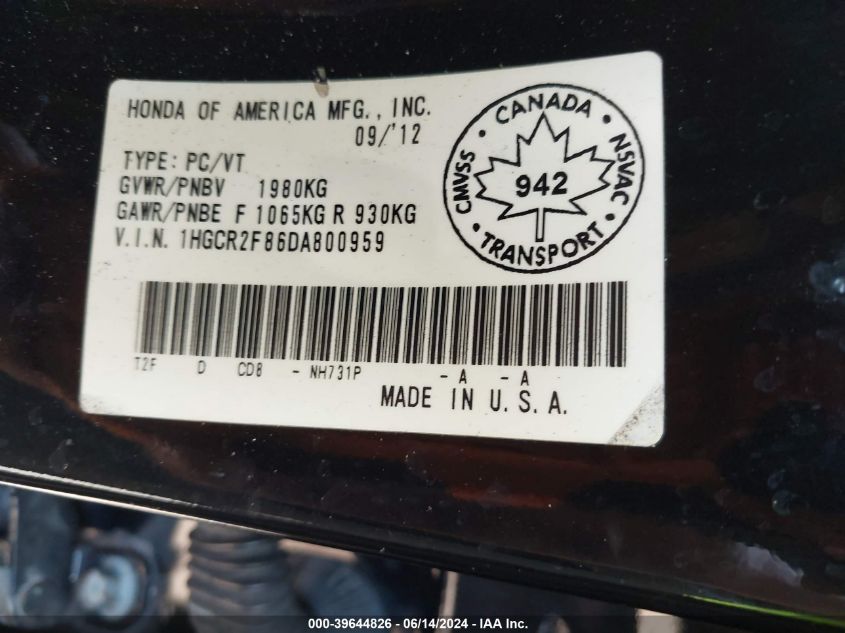 HONDA OF AMERICA MFG., INC.
09/'12
TYPE: PC/VT
GVWR/PNBV 1980KG
GAWR/PNBE F 1065KG R 930KG
V.I.N. 1HGCR2F86DA800959
CANADA
CMVSS
942
NSVAC
TRANSPORT
T2F D CD8 - NH731P - A - A
MADE IN U.S.A.
000-39644826 / 06/14/2024 - IAA Inc.